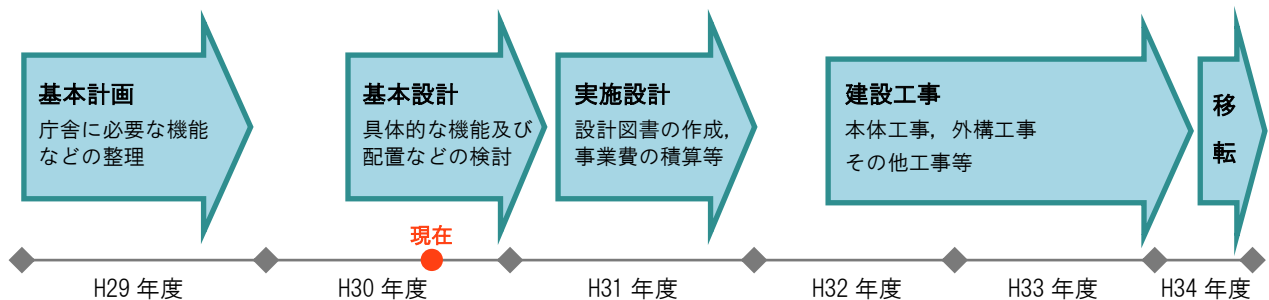 基本計画
庁舎に必要な機能
などの整理
基本設計
具体的な機能及び
配置などの検討
実施設計
設計図書の作成，
事業費の積算等
建設工事
本体工事，外構工事
その他工事等
移
転
現在
H29 年度
H30 年度
H31 年度
H32 年度
H33 年度
H34 年度